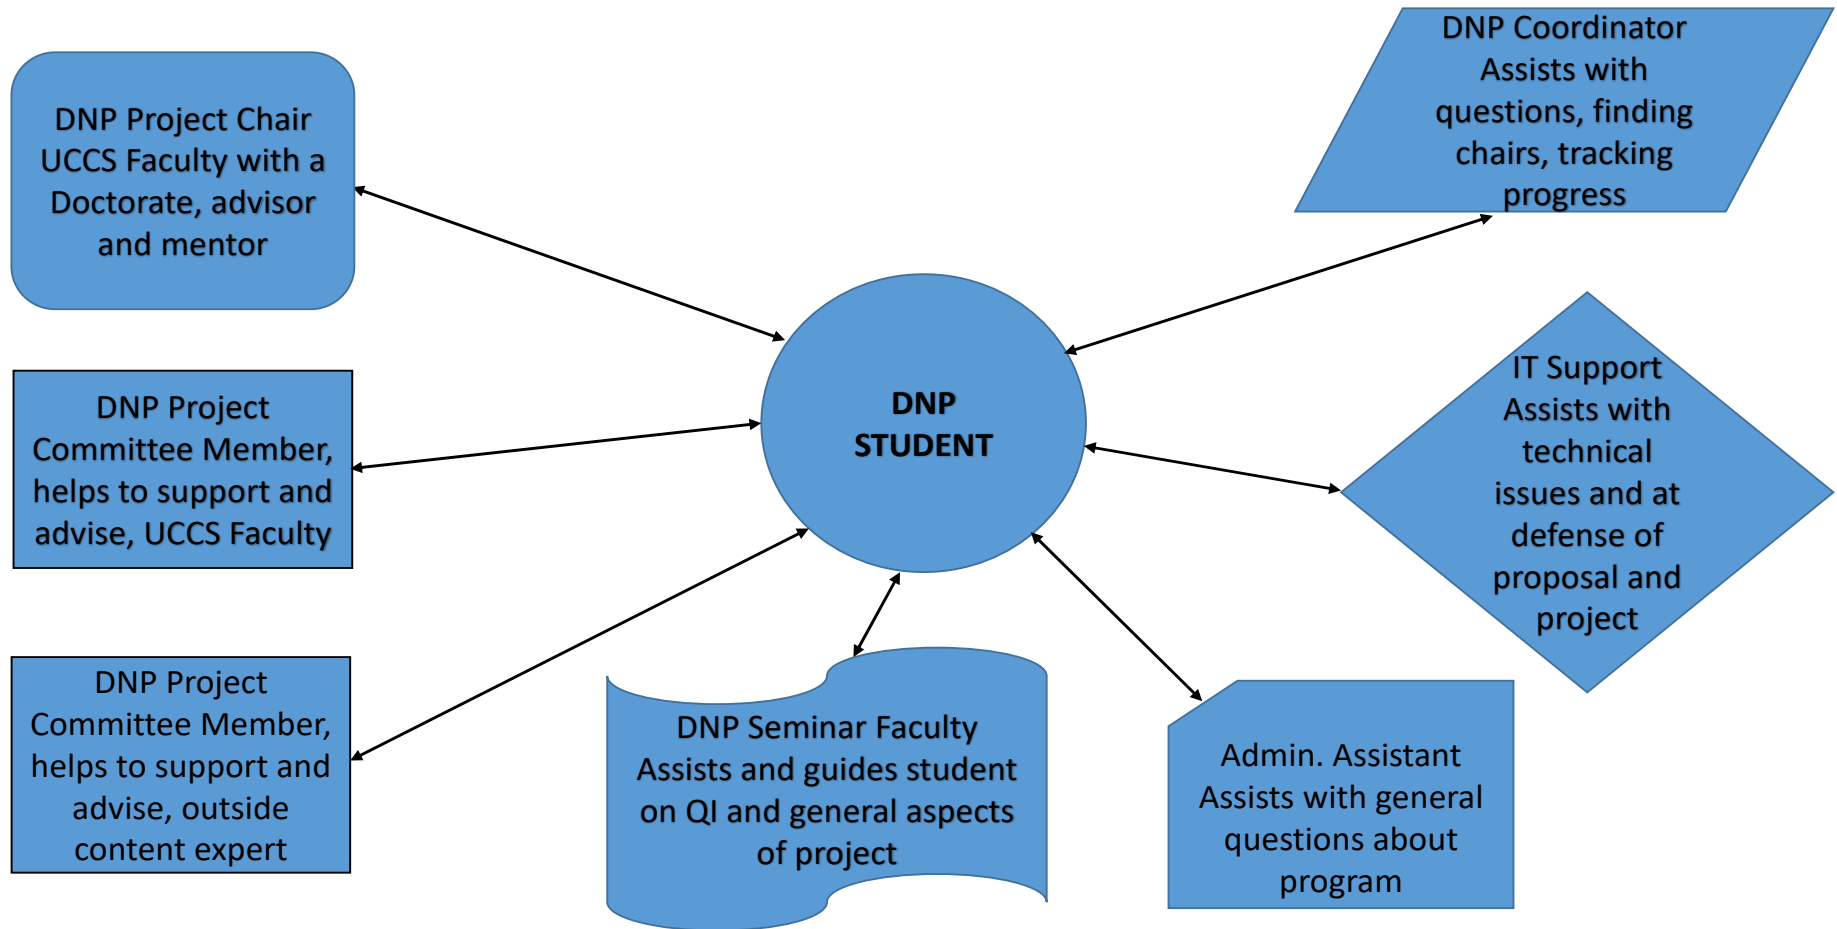 DNP Project Chair
UCCS Faculty with a
Doctorate, advisor
and mentor
DNP Coordinator
Assists with
questions, finding
chairs, tracking
progress
DNP Project
Committee Member,
helps to support and
advise, UCCS Faculty
DNP
STUDENT
IT Support
Assists with
technical
issues and at
defense of
proposal and
project
DNP Project
Committee Member,
helps to support and
advise, outside
content expert
DNP Seminar Faculty
Assists and guides student
on QI and general aspects
of project
Admin. Assistant
Assists with general
questions about
program